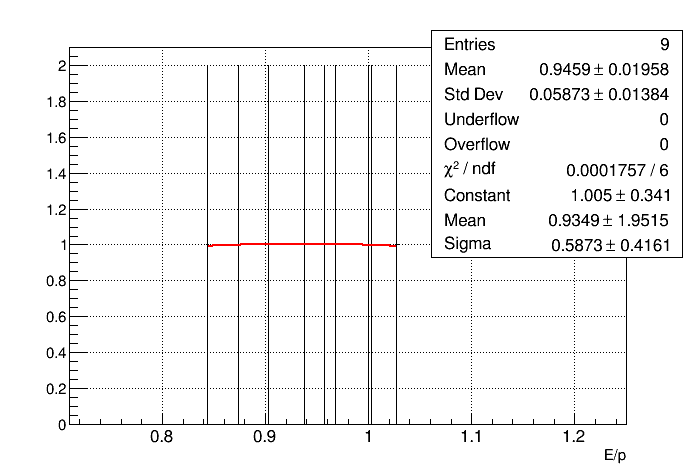 Entries 9
Mean 0.9459 ± 0.01958
Std Dev 0.05873 ± 0.01384
Underflow 0
Overflow 0
χ² / ndf 0.0001757 / 6
Constant 1.005 ± 0.341
Mean 0.9349 ± 1.9515
Sigma 0.5873 ± 0.4161
2
1.8
1.6
1.4
1.2
1
0.8
0.6
0.4
0.2
0
0.8 0.9 1 1.1 1.2
E/p